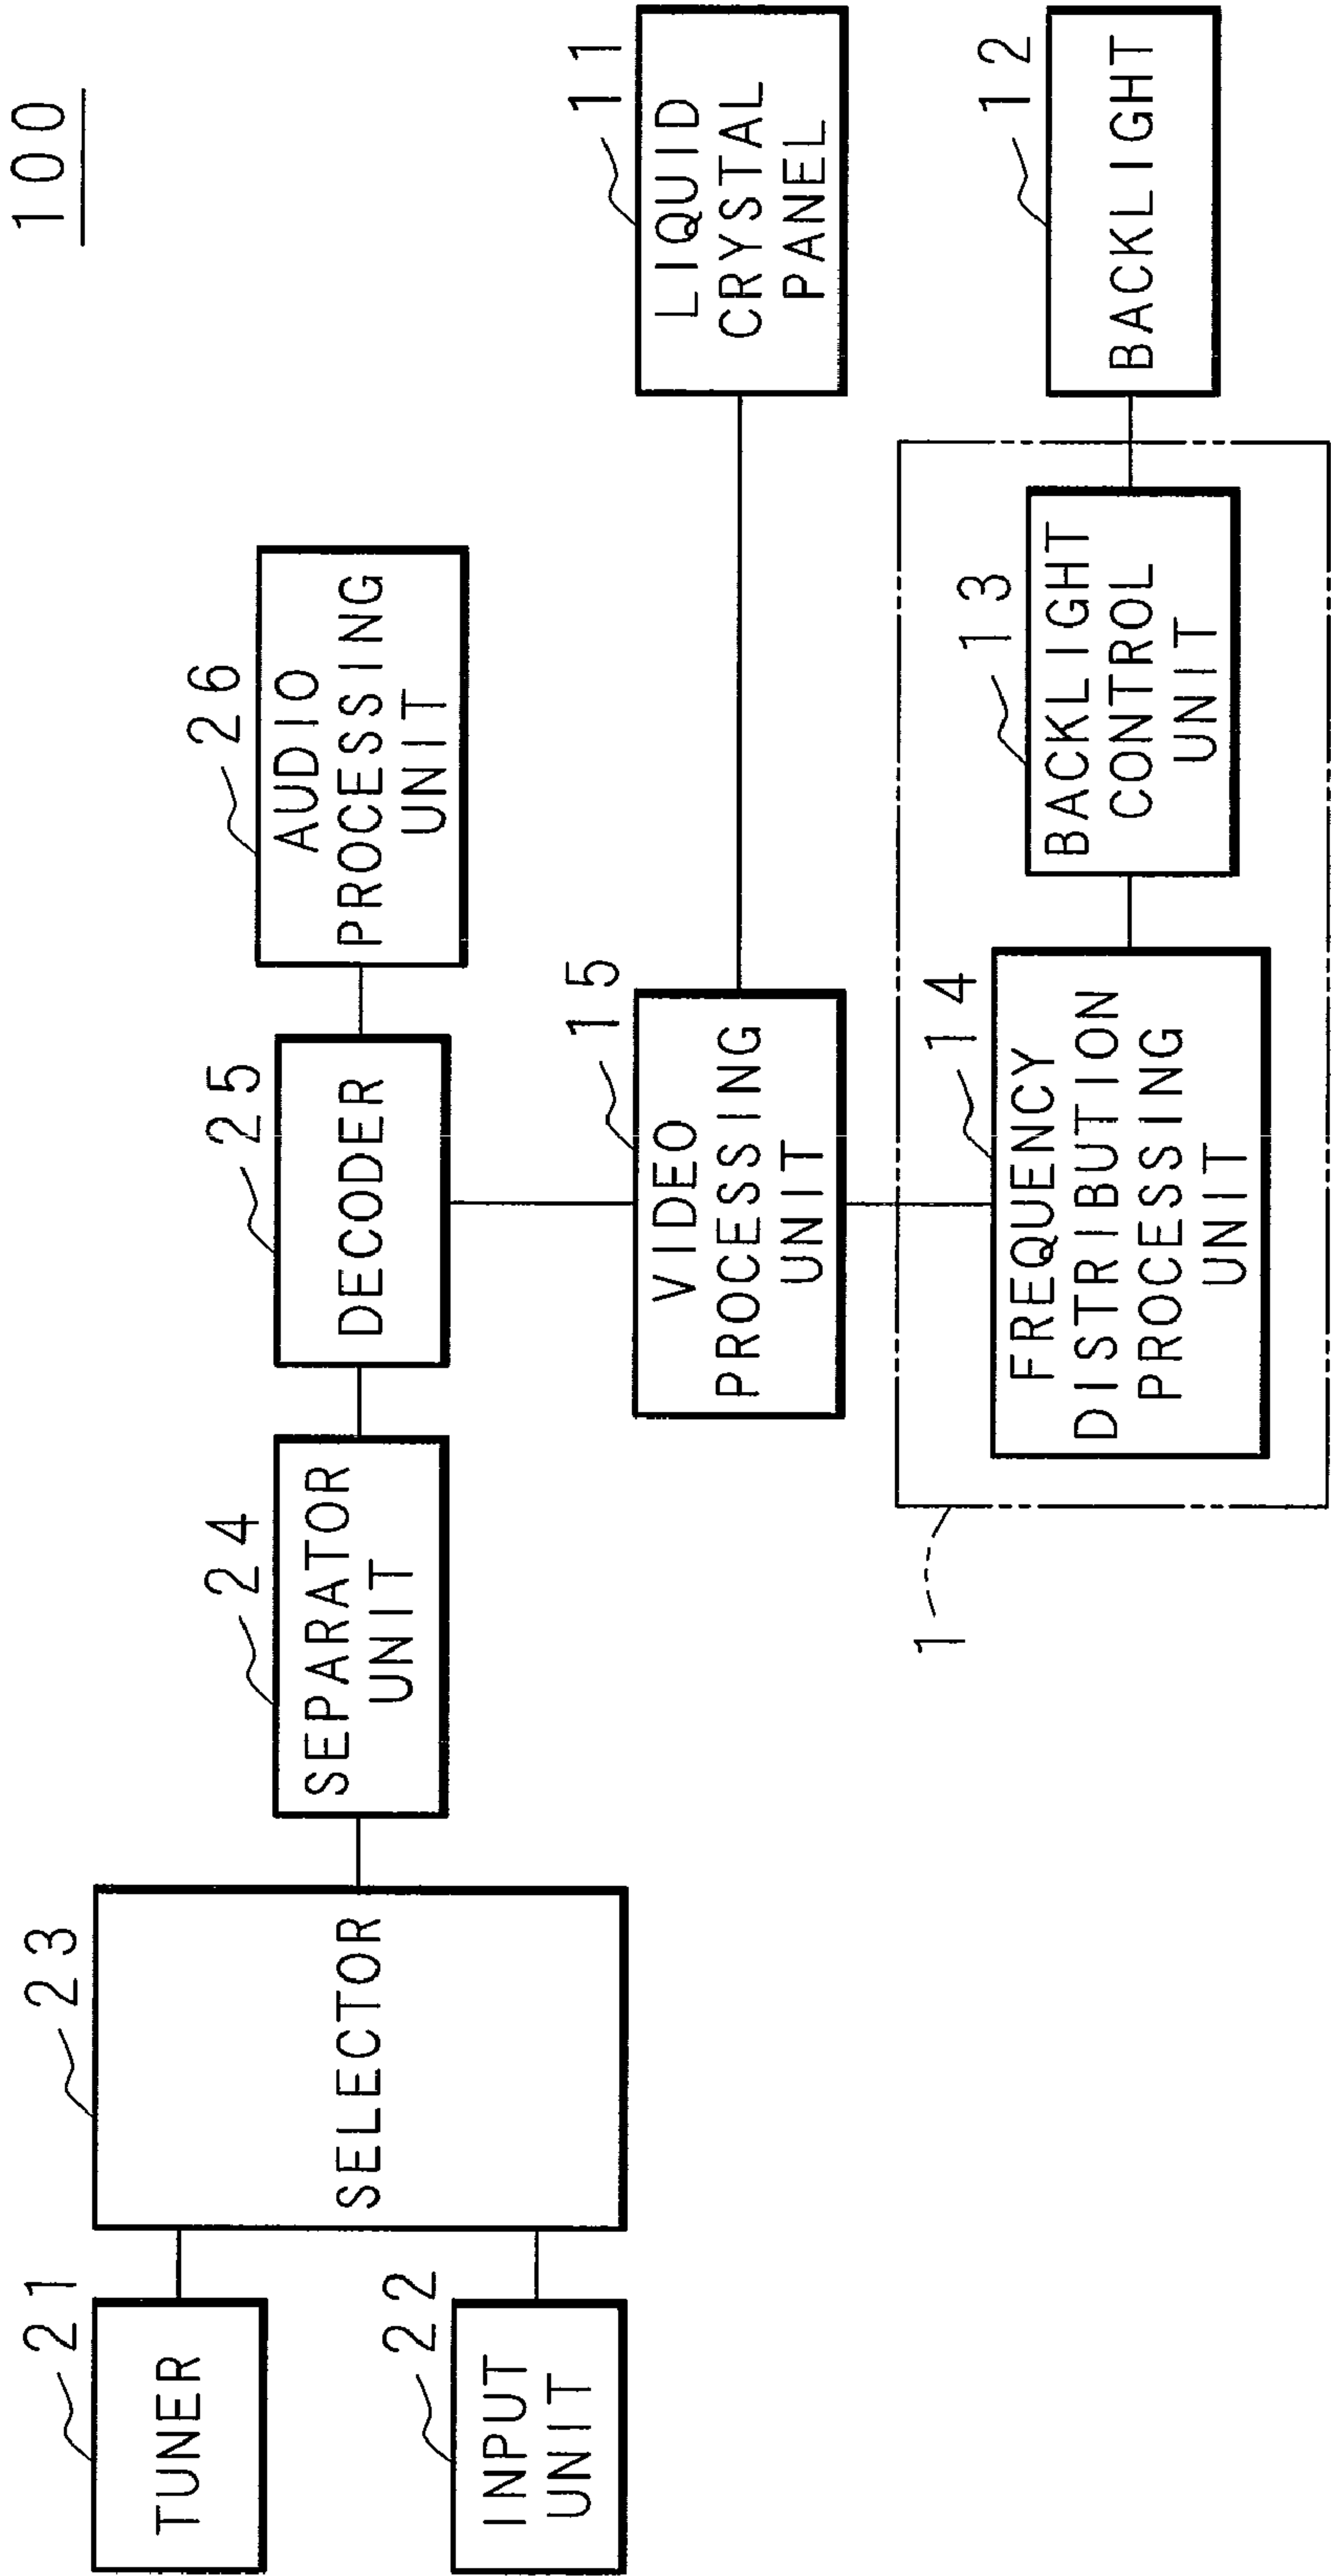 100
21
TUNER
22
INPUT
UNIT
23
SELECTOR
24
SEPARATOR
UNIT
25
DECODER
26
AUDIO
PROCESSING
UNIT
15
VIDEO
PROCESSING
UNIT
11
LIQUID
CRYSTAL
PANEL
1
14
FREQUENCY
DISTRIBUTION
PROCESSING
UNIT
13
BACKLIGHT
CONTROL
UNIT
12
BACKLIGHT